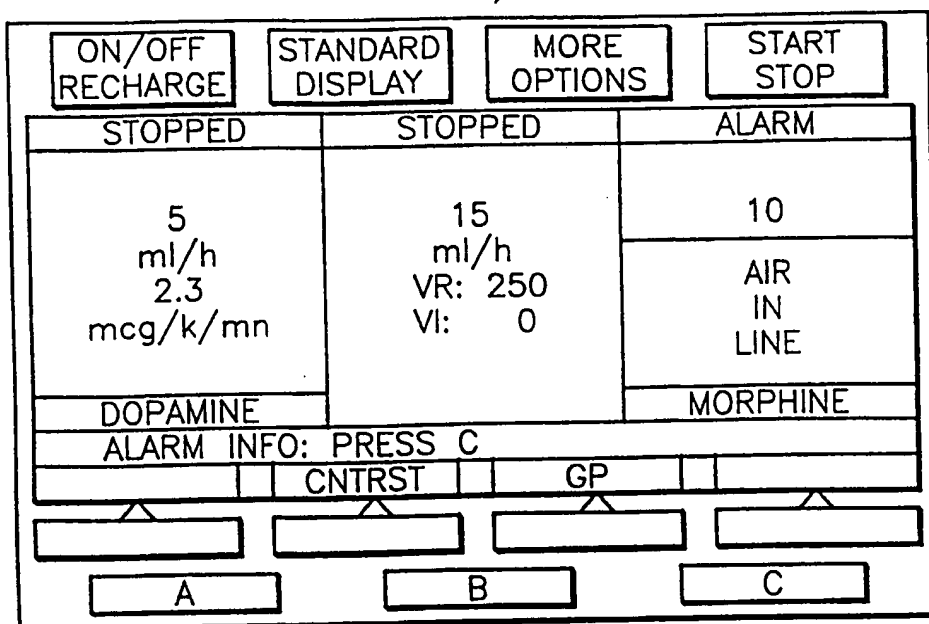 ON/OFF RECHARGE
STANDARD DISPLAY
MORE OPTIONS
START STOP
STOPPED
5
ml/h
2.3
mcg/k/mn
DOPAMINE
STOPPED
15
ml/h
VR: 250
VI: 0
ALARM
10
AIR
IN
LINE
MORPHINE
ALARM INFO: PRESS C
CNTRST
GP
A
B
C